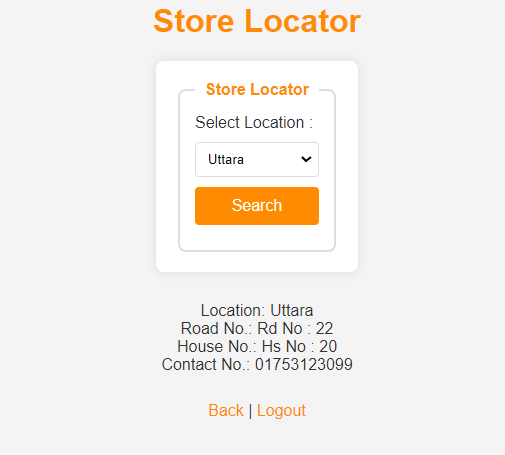 Store Locator
Store Locator
Select Location :
Uttara
Search
Location: Uttara
Road No.: Rd No : 22
House No.: Hs No : 20
Contact No.: 01753123099
Back | Logout